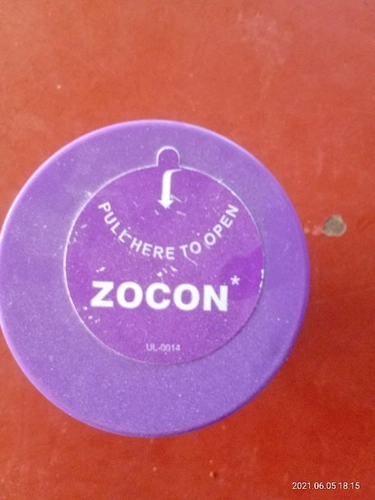 PULL HERE TO OPEN
ZOCON*
UL-0014
2021.06.05 18:15